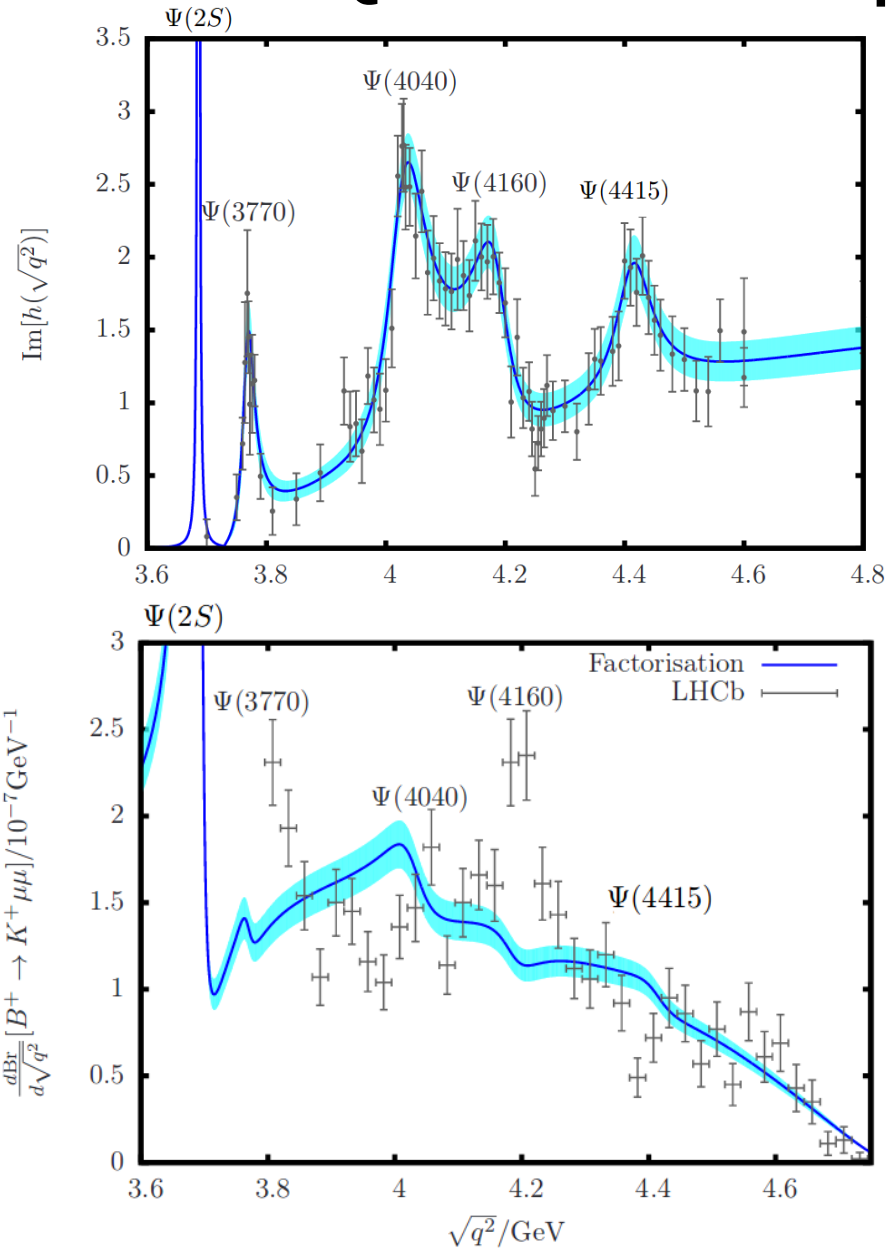 Ψ(2S)
3.5
Ψ(4040)
3
Ψ(4160)
Ψ(4415)
2.5
Ψ(3770)
2
Im[h(√q²)]
1.5
1
0.5
0
3.6 3.8 4 4.2 4.4 4.6 4.8
Ψ(2S)
3
Factorisation
LHCb
Ψ(3770)
Ψ(4160)
2.5
Ψ(4040)
2
Ψ(4415)
1.5
dBr/d√q² [B⁺ → K⁺μμ]/10⁻⁷GeV⁻¹
1
0.5
0
3.6 3.8 4 4.2 4.4 4.6
√q²/GeV